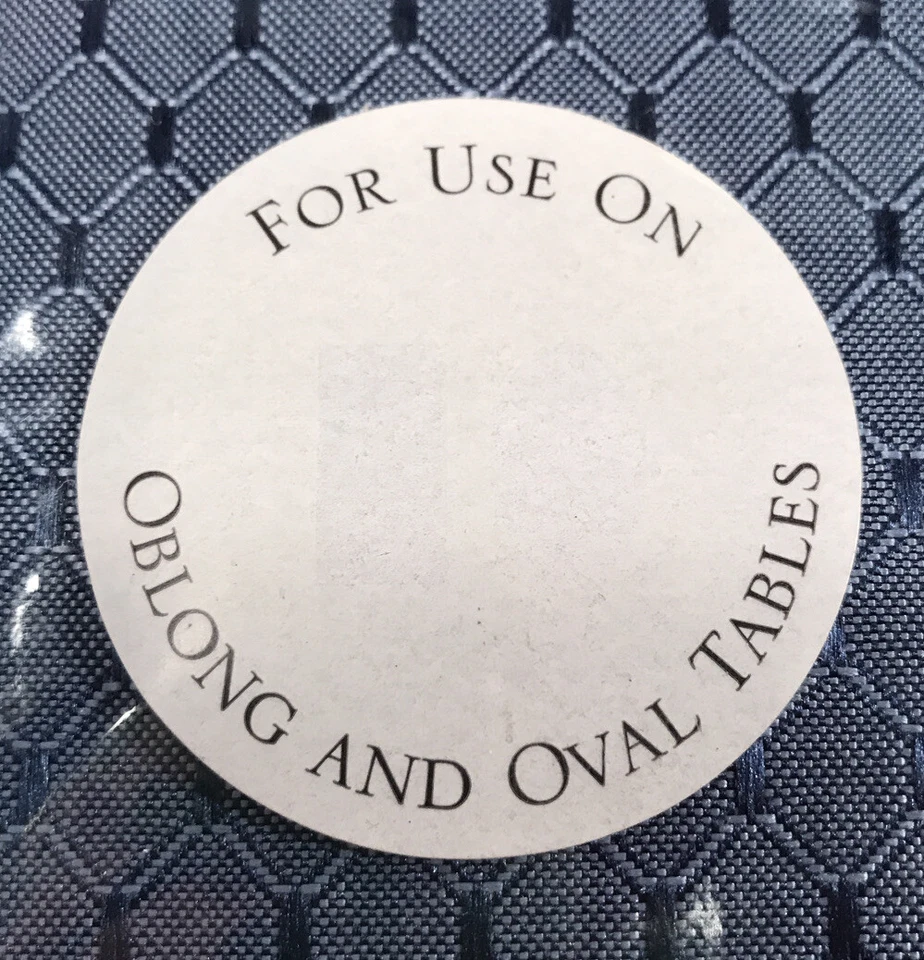 FOR USE ON
OBLONG AND OVAL TABLES